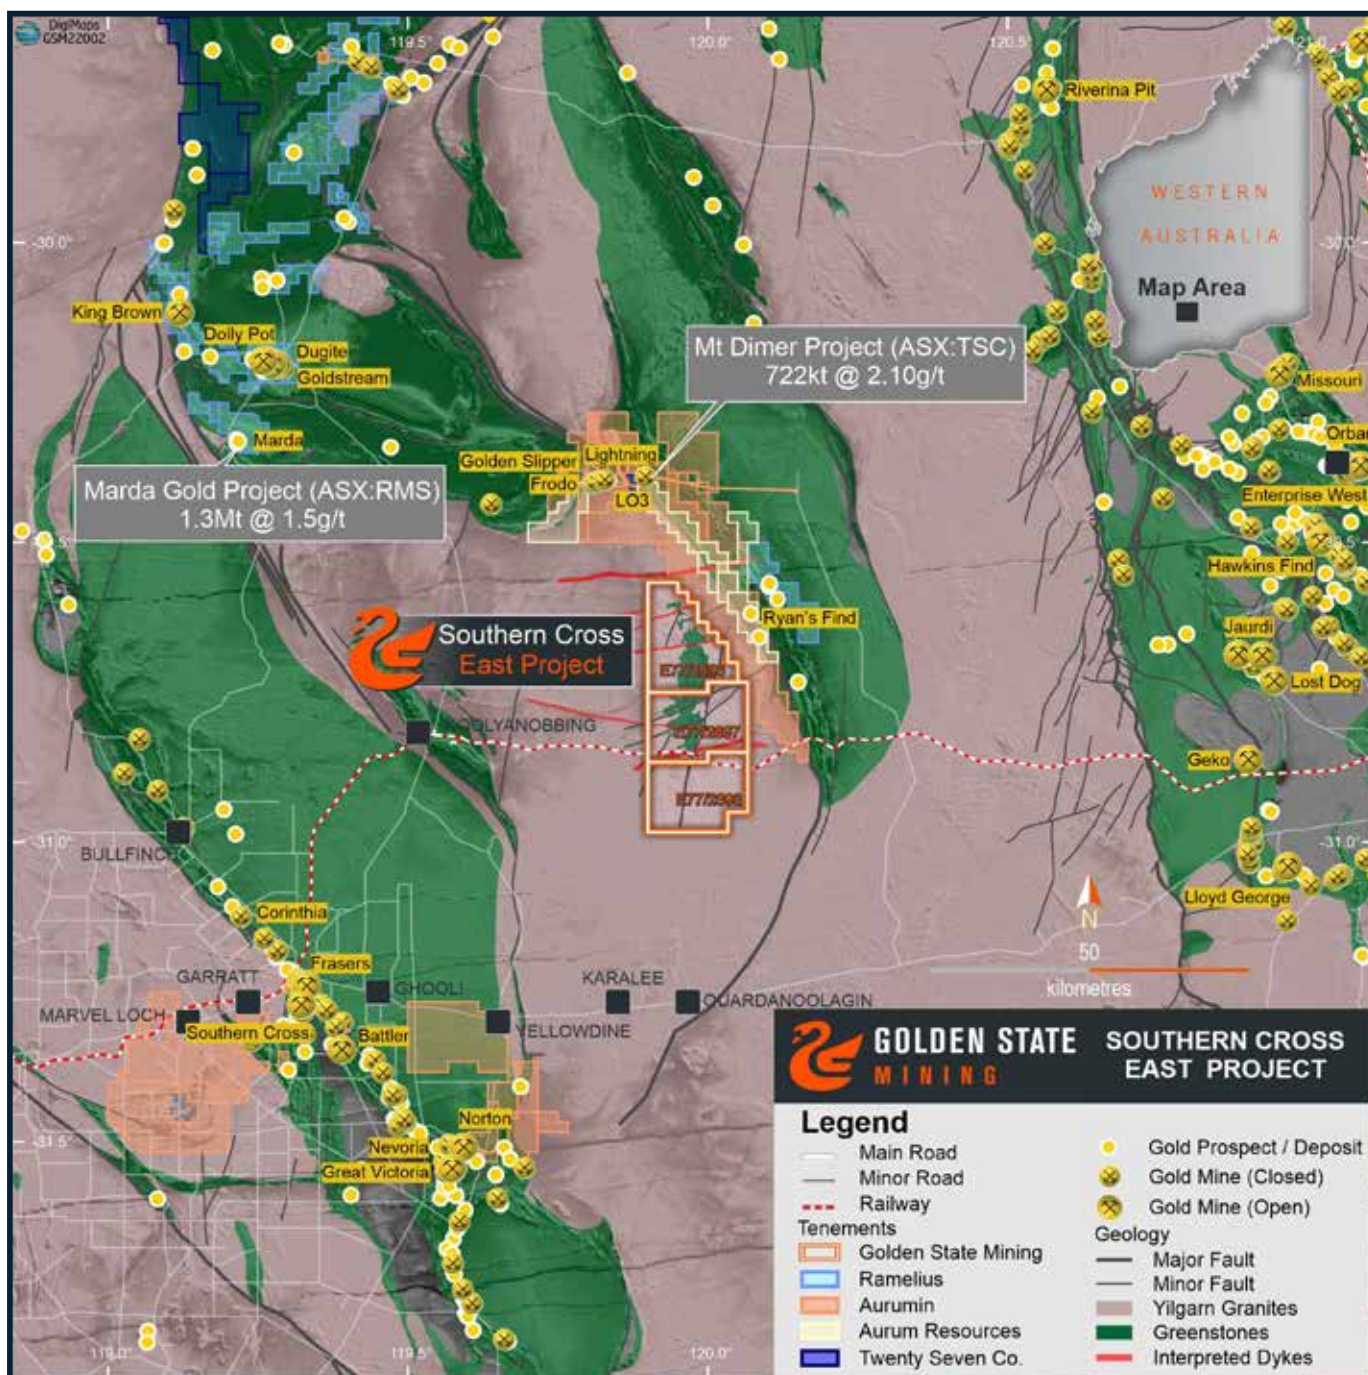 DigiMaps
GSM22002
119.5°
120.0°
120.5°
121.0°
Riverina Pit
WESTERN
AUSTRALIA
Map Area
-30.0°
-30.0°
King Brown
Dolly Pot
Dugite
Goldstream
Mt Dimer Project (ASX:TSC)
722kt @ 2.10g/t
Missouri
Marda
Golden Slipper
Lightning
Frodo
LO3
Marda Gold Project (ASX:RMS)
1.3Mt @ 1.5g/t
Enterprise West
Hawkins Find
Ryan's Find
Southern Cross
East Project
Jaurdi
Lost Dog
Geko
BULLFINCH
-31.0°
-31.0°
Lloyd George
N
50
kilometres
Corinthia
Frasers
GARRATT
GHOOLI
KARALEE
MARVEL LOCH
Southern Cross
Battler
YELLOWDINE
-31.5°
Norton
Nevoria
Great Victoria
119.0°
119.5°
120.0°
GOLDEN STATE
MINING
SOUTHERN CROSS
EAST PROJECT
Legend
Main Road
Minor Road
Railway
Tenements
Golden State Mining
Ramelius
Aurumin
Aurum Resources
Twenty Seven Co.
Gold Prospect / Deposit
Gold Mine (Closed)
Gold Mine (Open)
Geology
Major Fault
Minor Fault
Yilgarn Granites
Greenstones
Interpreted Dykes